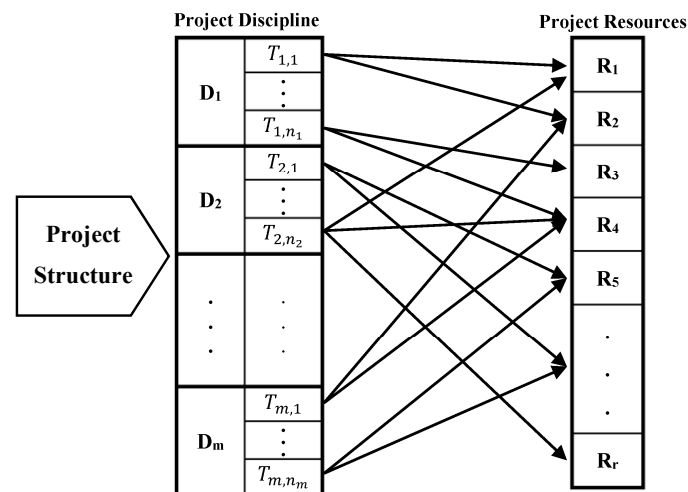 Project Discipline
Project Resources
Project
Structure
D₁
T₁,₁
⋮
T₁,ₙ₁
D₂
T₂,₁
⋮
T₂,ₙ₂
.
.
.
.
.
.
Dₘ
Tₘ,₁
⋮
Tₘ,ₙₘ
R₁
R₂
R₃
R₄
R₅
.
.
.
Rᵣ